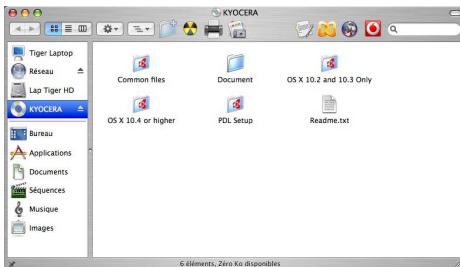 KYOCERA
Tiger Laptop
Réseau
Lap Tiger HD
KYOCERA
Bureau
Applications
Documents
Séquences
Musique
Images
Common files
Document
OS X 10.2 and 10.3 Only
OS X 10.4 or higher
PDL Setup
Readme.txt
6 éléments, Zéro Ko disponibles